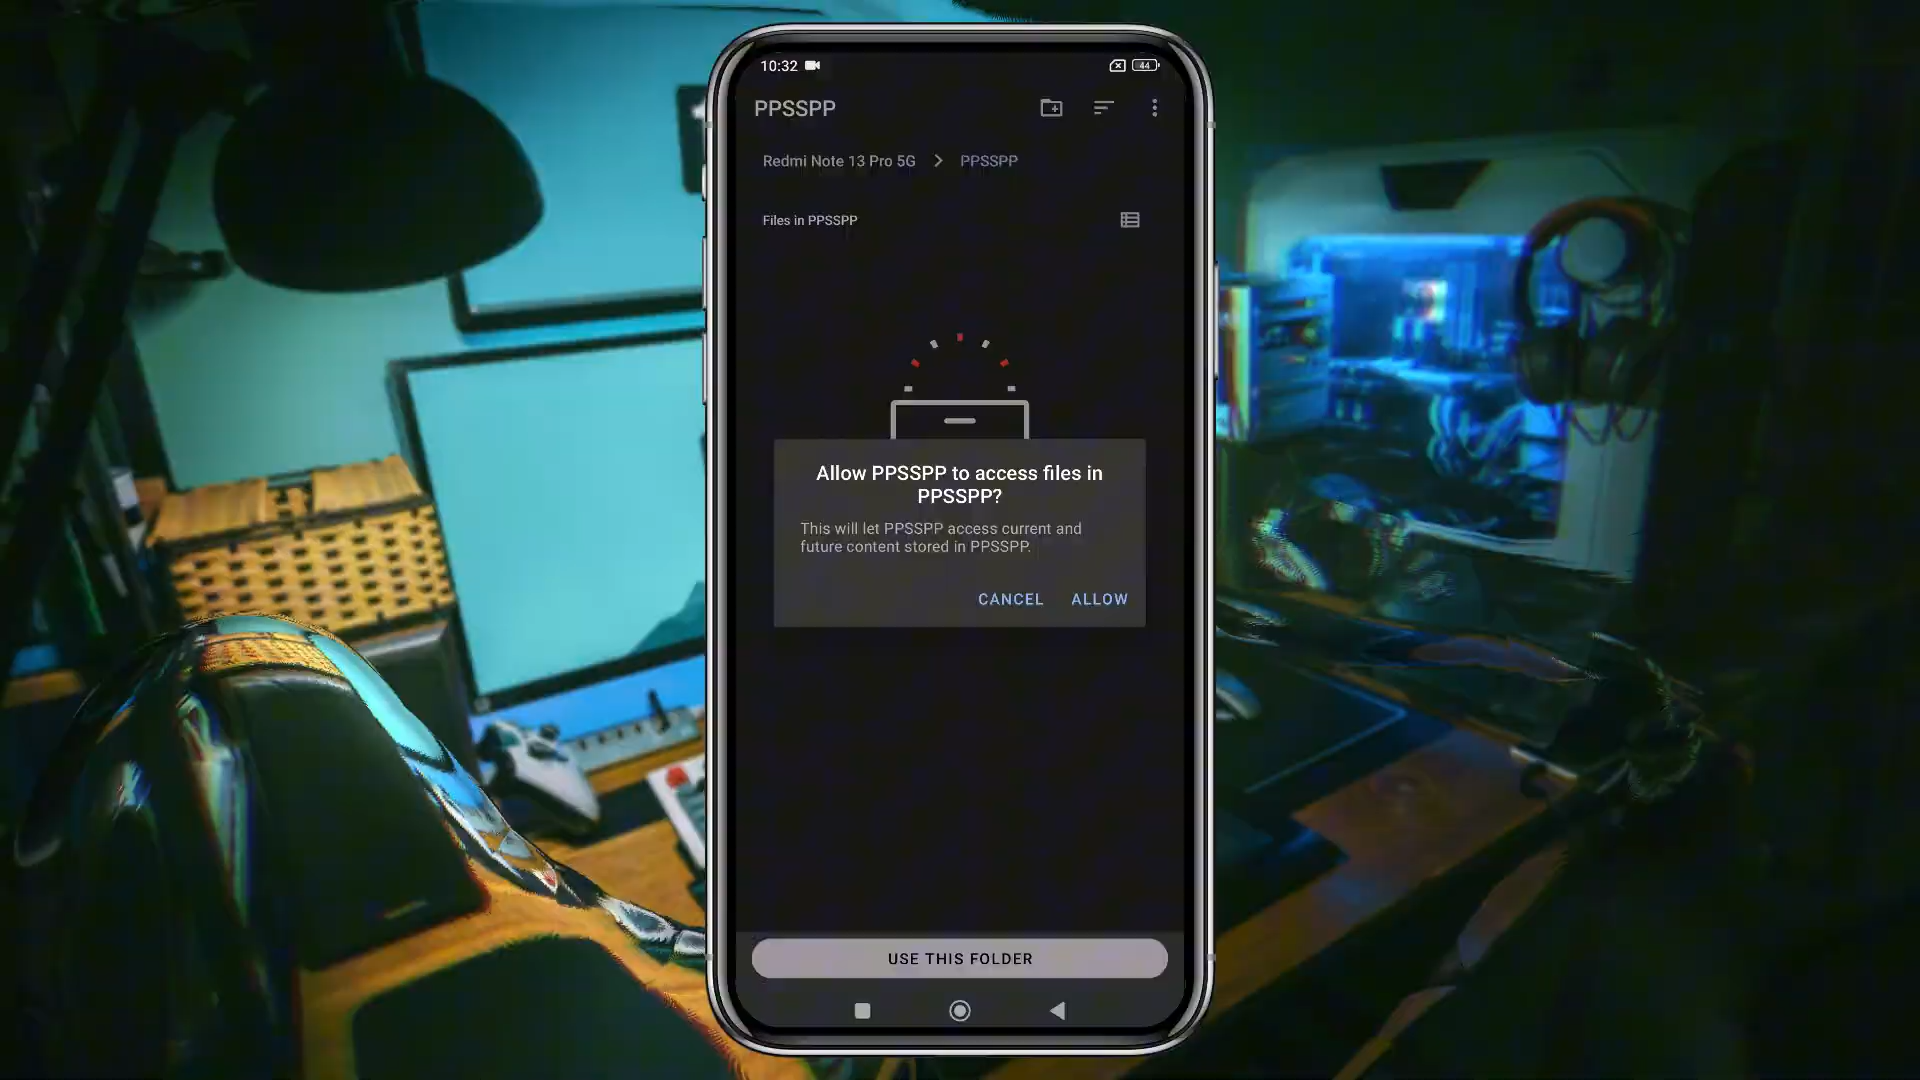 10:32
44
PPSSPP
Redmi Note 13 Pro 5G > PPSSPP
Files in PPSSPP
Allow PPSSPP to access files in
PPSSPP?
This will let PPSSPP access current and
future content stored in PPSSPP.
CANCEL ALLOW
USE THIS FOLDER